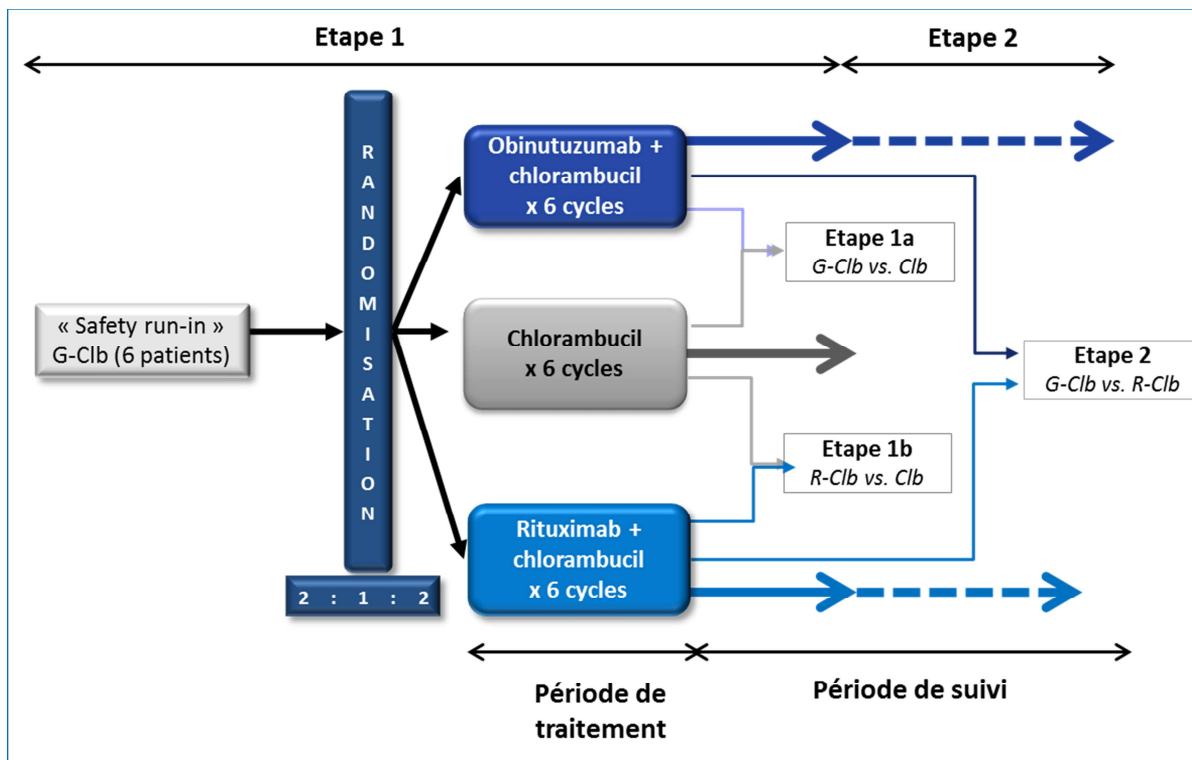 Etape 1
Etape 2
RANDOMISATION
2 : 1 : 2
« Safety run-in »
G-Clb (6 patients)
Obinutuzumab +
chlorambucil
x 6 cycles
Chlorambucil
x 6 cycles
Rituximab +
chlorambucil
x 6 cycles
Etape 1a
G-Clb vs. Clb
Etape 1b
R-Clb vs. Clb
Etape 2
G-Clb vs. R-Clb
Période de
traitement
Période de suivi